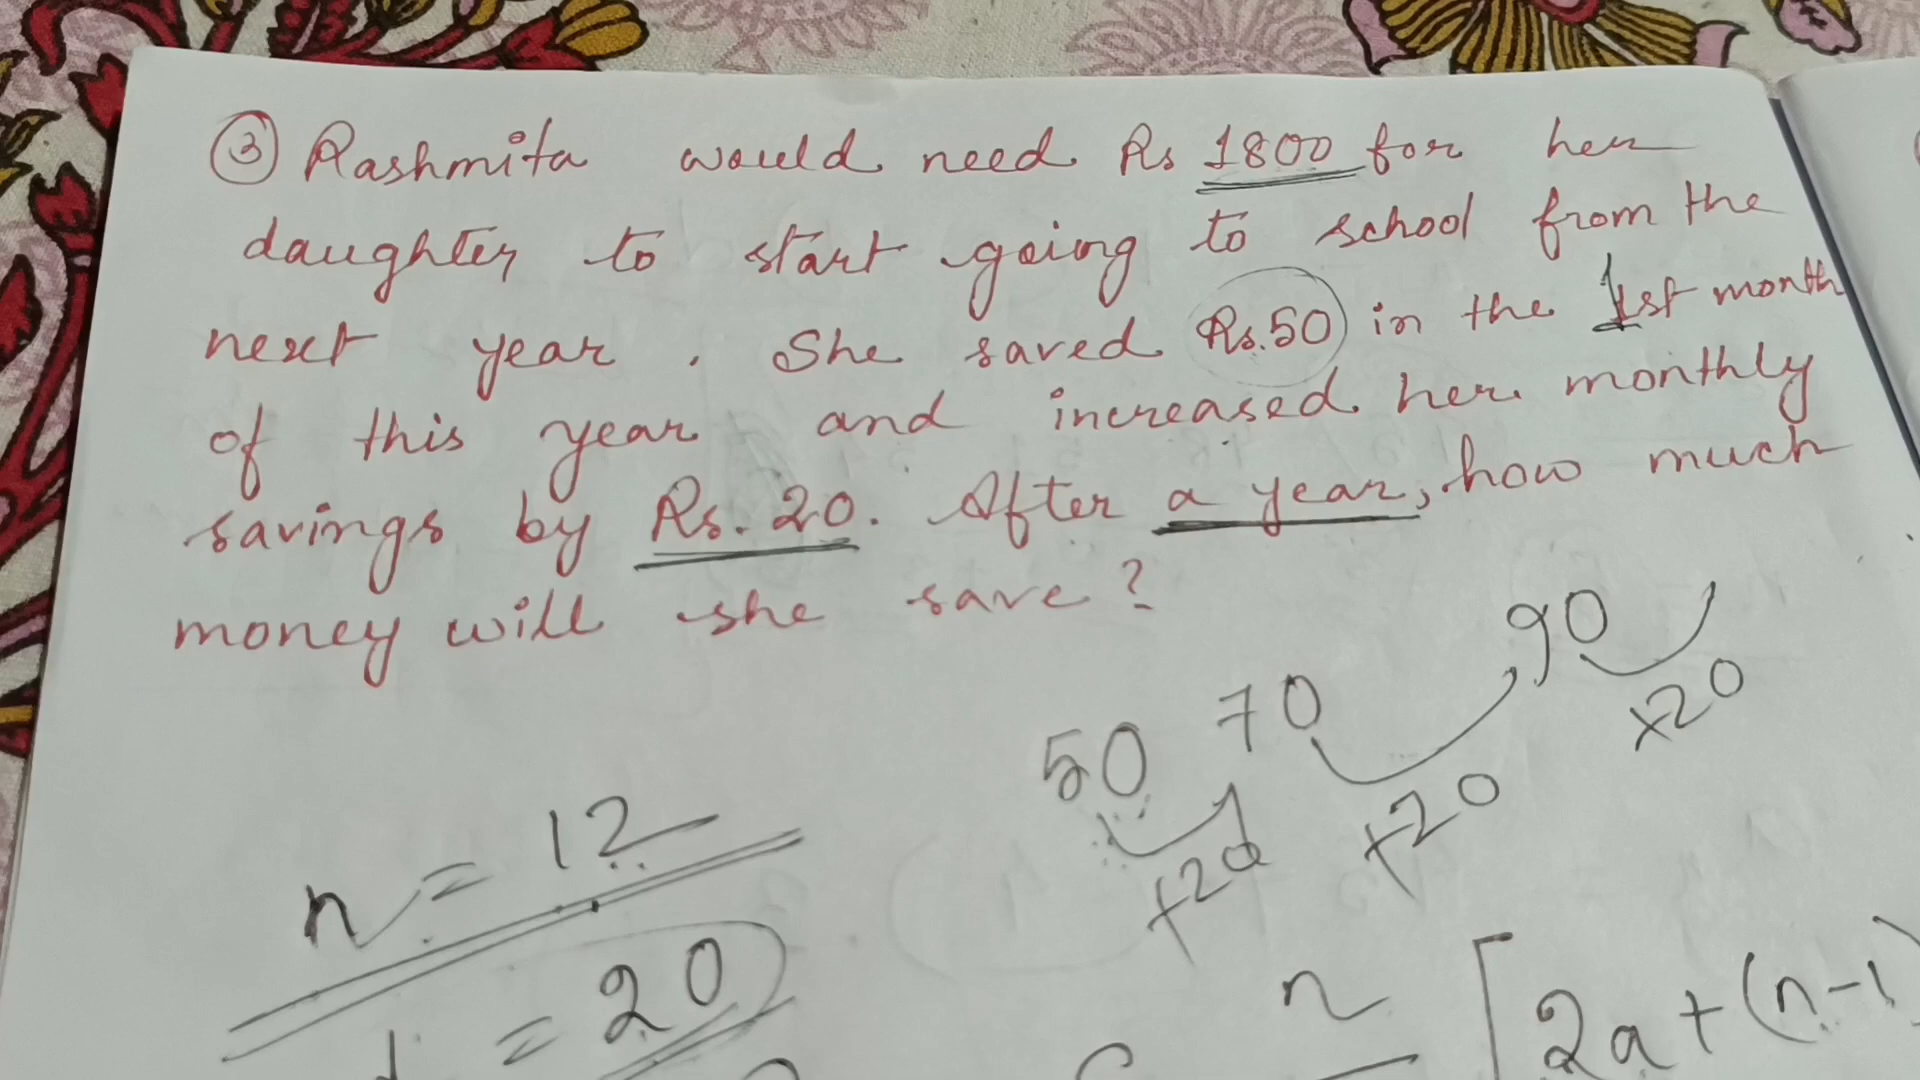 ③ Rashmita would need Rs 1800 for her
daughter to start going to school from the
next year. She saved Rs.50 in the 1st month
of this year and increased her monthly
savings by Rs. 20. After a year, how much
money will she save?
50 70 90
+20 +20 +20
n = 12
d = 20
n [2a+(n-1)